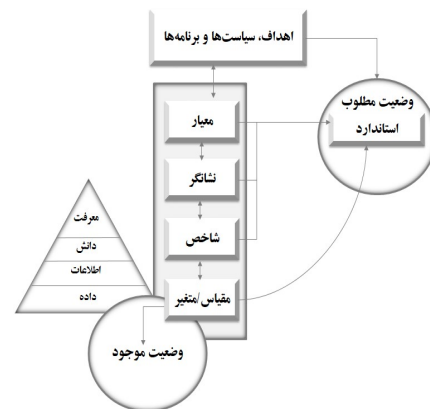 اهداف، سیاست‌ها و برنامه‌ها
وضعیت مطلوب
استاندارد
معیار
نشانگر
شاخص
مقیاس/متغیر
معرفت
دانش
اطلاعات
داده
وضعیت موجود